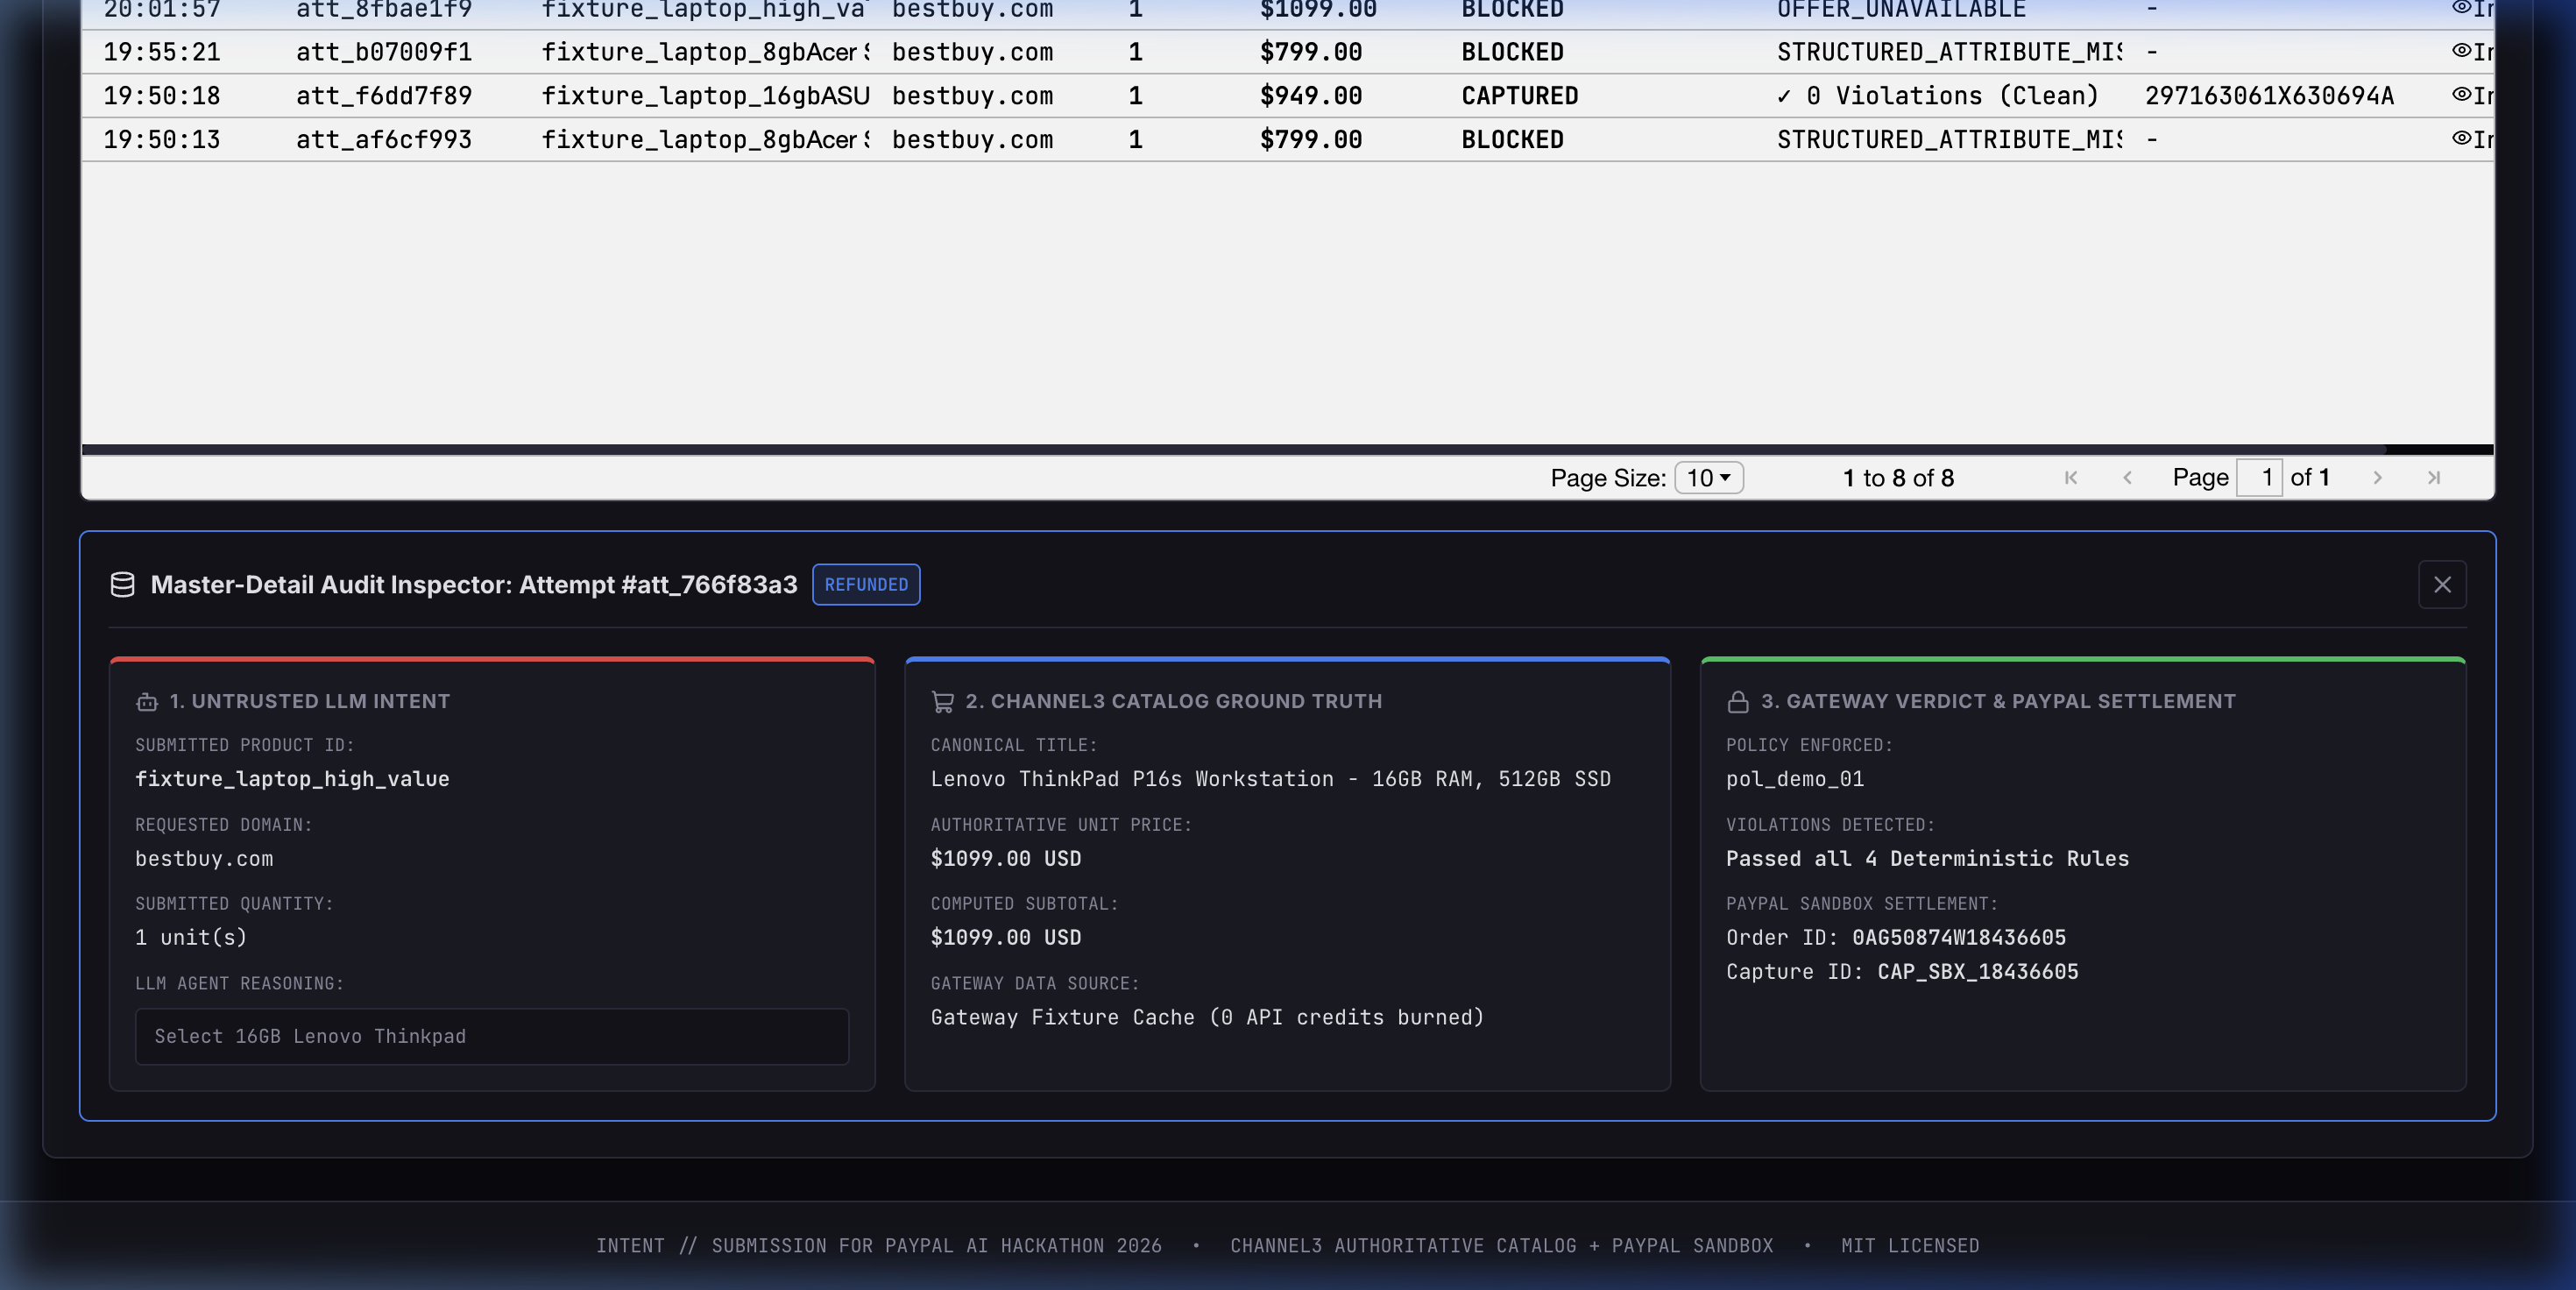 20:01:57 att_8fbae1f9 fixture_laptop_high_va bestbuy.com 1 $1099.00 BLOCKED OFFER_UNAVAILABLE - In
19:55:21 att_b07009f1 fixture_laptop_8gbAcer S bestbuy.com 1 $799.00 BLOCKED STRUCTURED_ATTRIBUTE_MIS - In
19:50:18 att_f6dd7f89 fixture_laptop_16gbASU bestbuy.com 1 $949.00 CAPTURED ✓ 0 Violations (Clean) 297163061X630694A In
19:50:13 att_af6cf993 fixture_laptop_8gbAcer S bestbuy.com 1 $799.00 BLOCKED STRUCTURED_ATTRIBUTE_MIS - In
Page Size: 10 1 to 8 of 8 Page 1 of 1
Master-Detail Audit Inspector: Attempt #att_766f83a3 REFUNDED
1. UNTRUSTED LLM INTENT
SUBMITTED PRODUCT ID:
fixture_laptop_high_value
REQUESTED DOMAIN:
bestbuy.com
SUBMITTED QUANTITY:
1 unit(s)
LLM AGENT REASONING:
Select 16GB Lenovo Thinkpad
2. CHANNEL3 CATALOG GROUND TRUTH
CANONICAL TITLE:
Lenovo ThinkPad P16s Workstation - 16GB RAM, 512GB SSD
AUTHORITATIVE UNIT PRICE:
$1099.00 USD
COMPUTED SUBTOTAL:
$1099.00 USD
GATEWAY DATA SOURCE:
Gateway Fixture Cache (0 API credits burned)
3. GATEWAY VERDICT & PAYPAL SETTLEMENT
POLICY ENFORCED:
pol_demo_01
VIOLATIONS DETECTED:
Passed all 4 Deterministic Rules
PAYPAL SANDBOX SETTLEMENT:
Order ID: 0AG50874W18436605
Capture ID: CAP_SBX_18436605
INTENT // SUBMISSION FOR PAYPAL AI HACKATHON 2026 • CHANNEL3 AUTHORITATIVE CATALOG + PAYPAL SANDBOX • MIT LICENSED